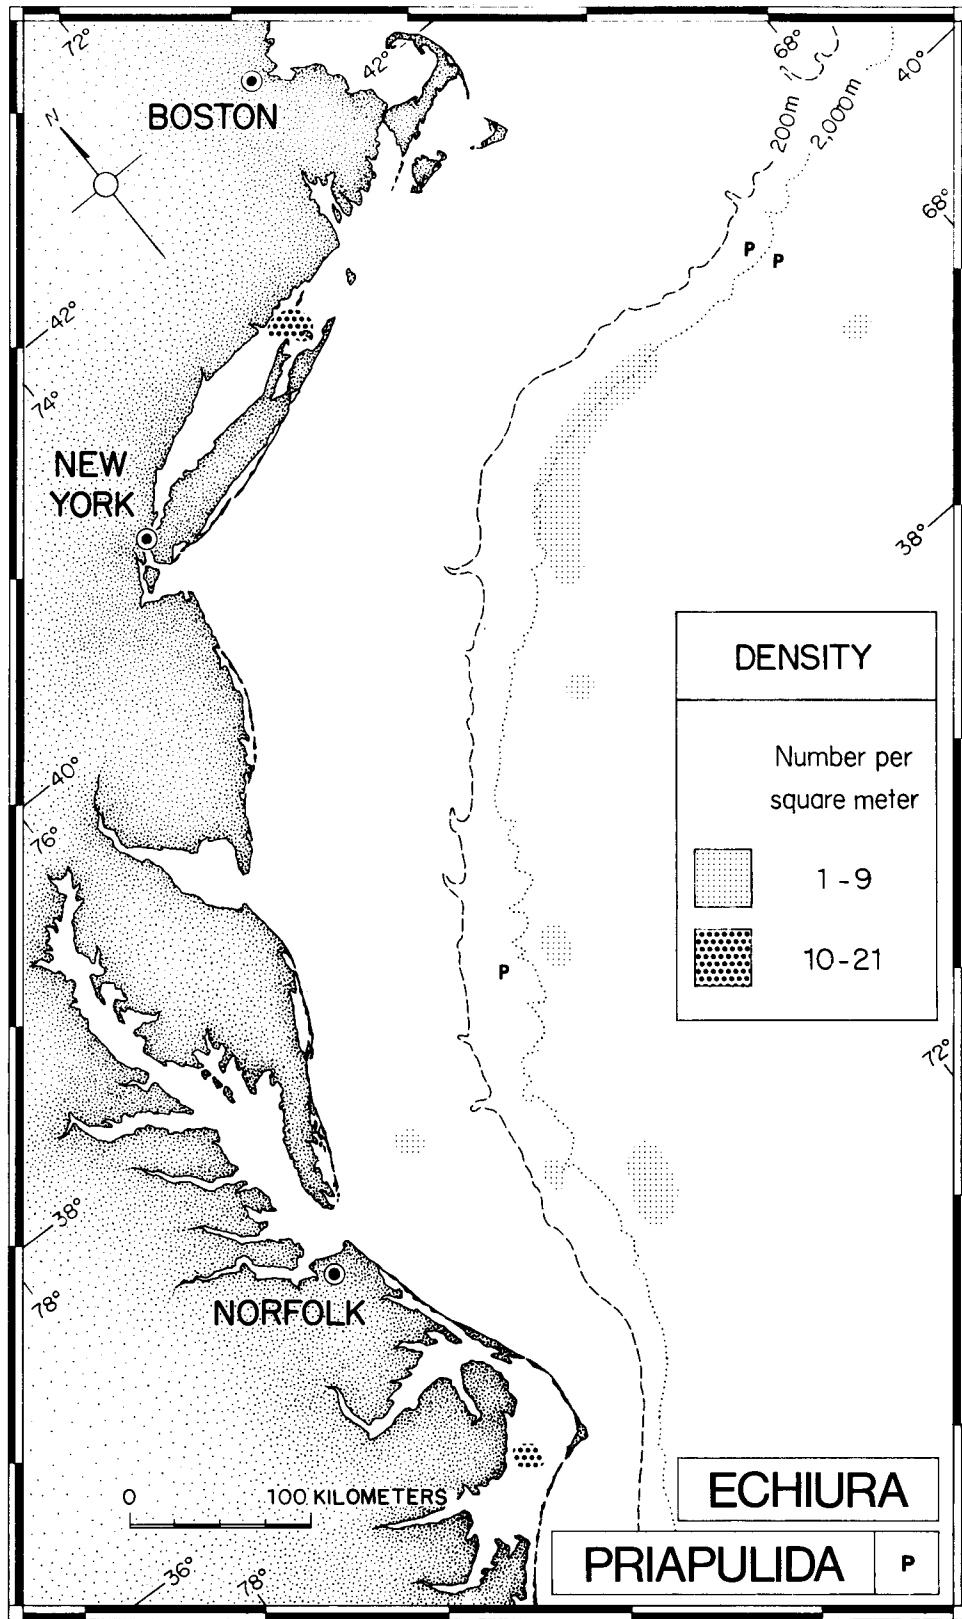 72°
42°
68°
40°
BOSTON
N
200m
2,000m
68°
P
P
42°
74°
NEW
YORK
38°
DENSITY
Number per
square meter
1-9
10-21
40°
76°
P
72°
38°
78°
NORFOLK
0 100 KILOMETERS
ECHIURA
PRIAPULIDA P
36°
78°